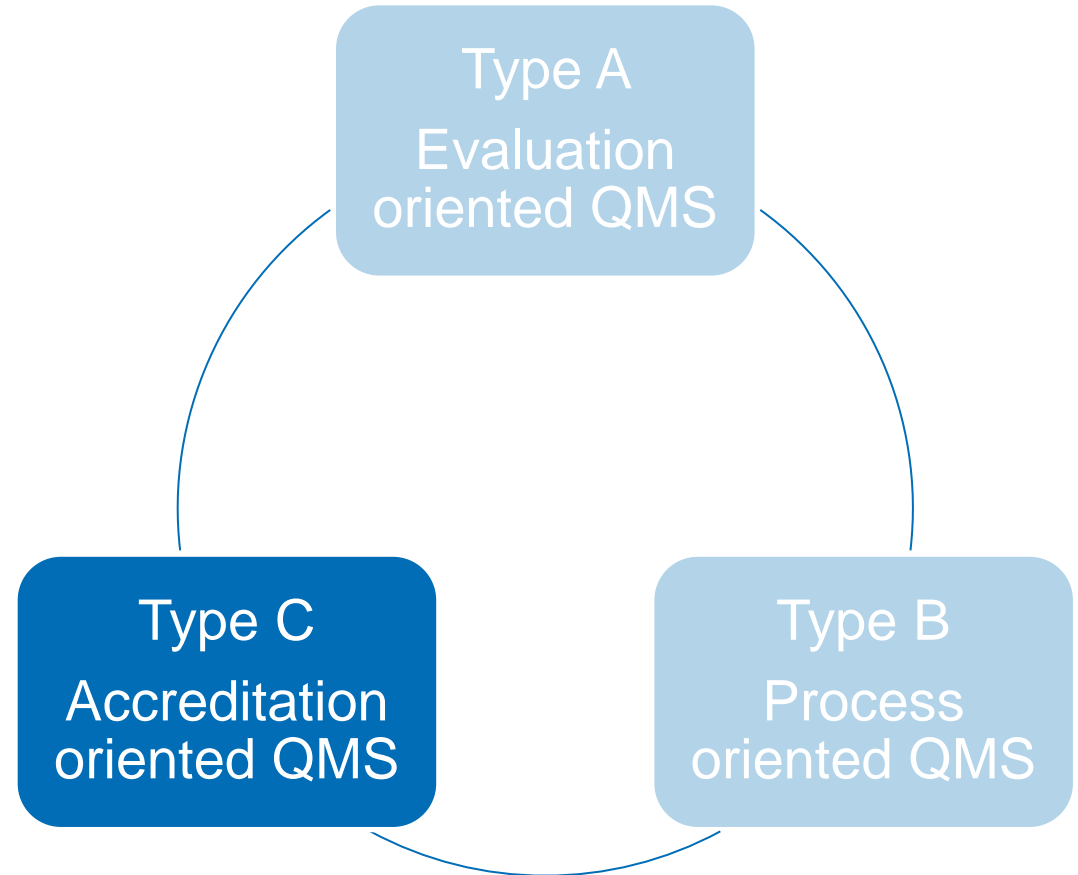 Type A
Evaluation
oriented QMS
Type C
Accreditation
oriented QMS
Type B
Process
oriented QMS